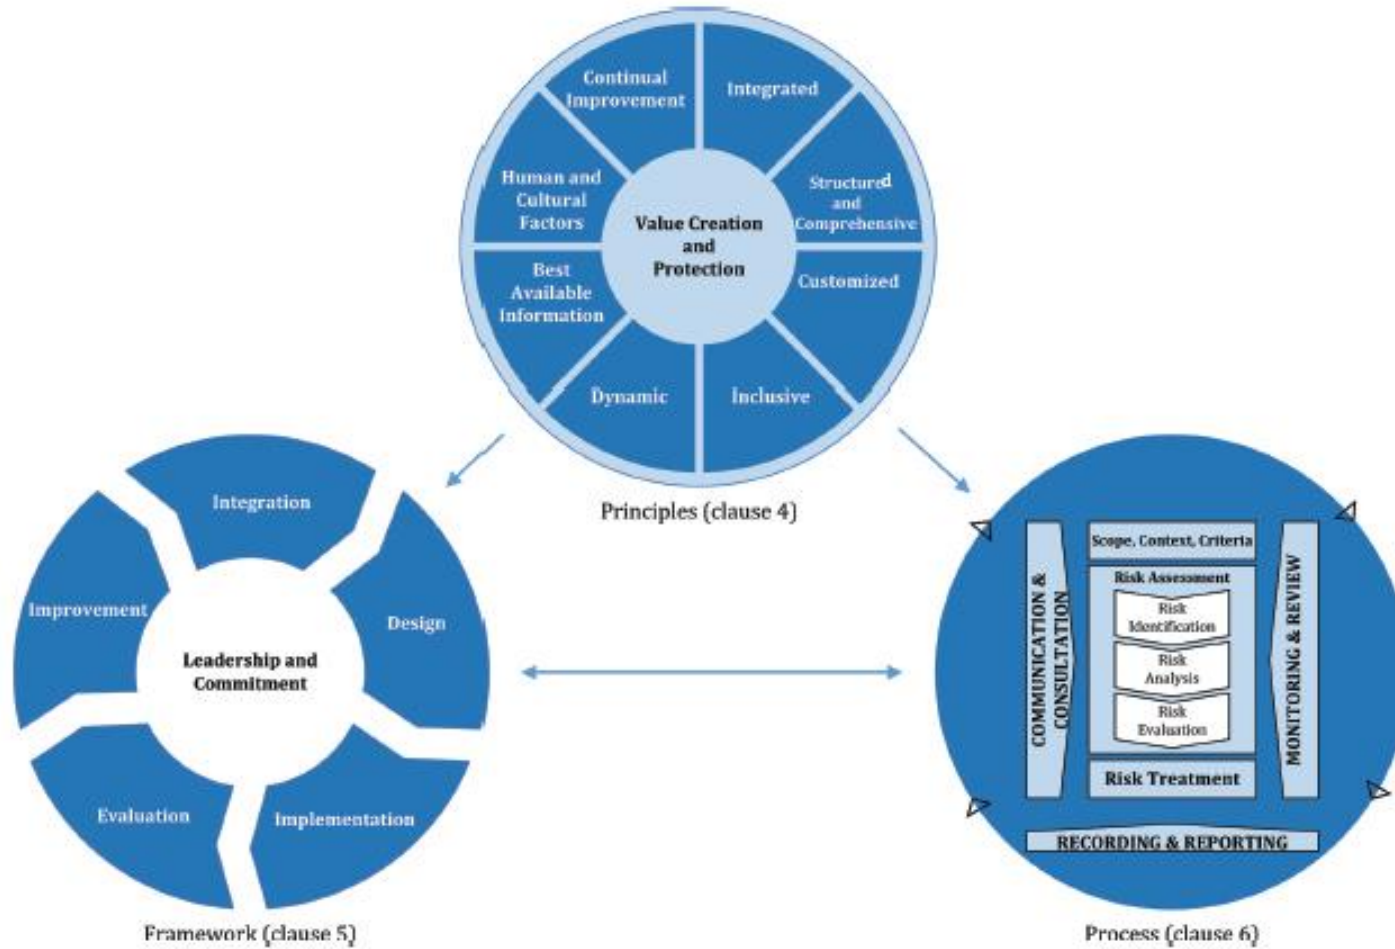 Continual
Improvement
Integrated
Human and
Cultural
Factors
Structured
and
Comprehensive
Value Creation
and
Protection
Best
Available
Information
Customized
Dynamic
Inclusive
Principles (clause 4)
Integration
Improvement
Design
Leadership and
Commitment
Evaluation
Implementation
Framework (clause 5)
Scope, Context, Criteria
Risk Assessment
Risk
Identification
Risk
Analysis
Risk
Evaluation
Risk Treatment
COMMUNICATION &
CONSULTATION
MONITORING & REVIEW
RECORDING & REPORTING
Process (clause 6)